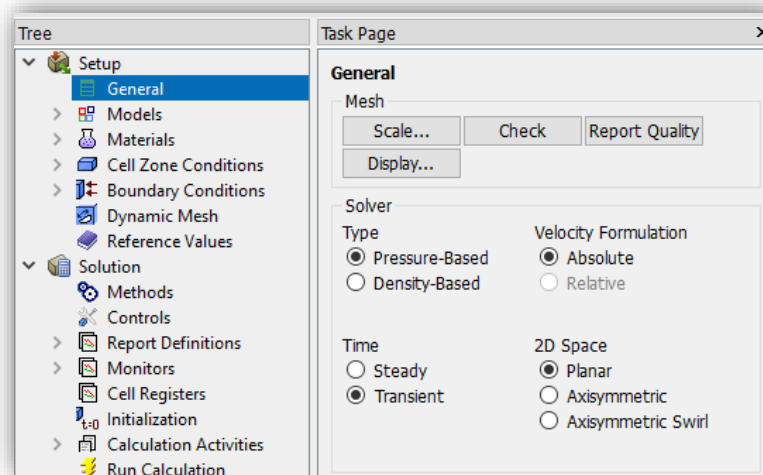 Tree
Setup
General
Models
Materials
Cell Zone Conditions
Boundary Conditions
Dynamic Mesh
Reference Values
Solution
Methods
Controls
Report Definitions
Monitors
Cell Registers
t=0 Initialization
Calculation Activities
Run Calculation
Task Page
General
Mesh
Scale... Check Report Quality
Display...
Solver
Type Velocity Formulation
Pressure-Based Absolute
Density-Based Relative
Time 2D Space
Steady Planar
Transient Axisymmetric
Axisymmetric Swirl